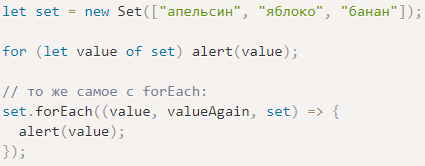 let set = new Set(["апельсин", "яблоко", "банан"]);
for (let value of set) alert(value);
// то же самое с forEach:
set.forEach((value, valueAgain, set) => {
  alert(value);
});